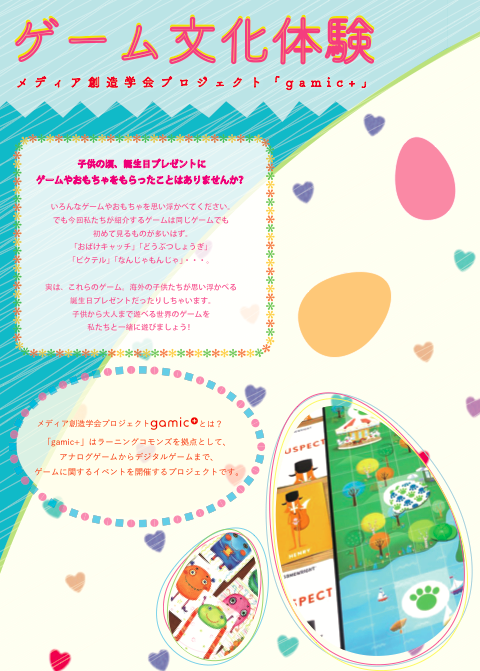 ゲーム文化体験
メディア創造学会プロジェクト「gamic+」
子供の頃、誕生日プレゼントに
ゲームやおもちゃをもらったことはありませんか?
いろんなゲームやおもちゃを思い浮かべてください。
でも今回私たちが紹介するゲームは同じゲームでも
初めて見るものが多いはず。
「おばけキャッチ」「どうぶつしょうぎ」
「ピクテル」「なんじゃもんじゃ」・・・。
実は、これらのゲーム、海外の子供たちが思い浮かべる
誕生日プレゼントだったりしちゃいます。
子供から大人まで遊べる世界のゲームを
私たちと一緒に遊びましょう!
メディア創造学会プロジェクトgamic+とは?
「gamic+」はラーニングコモンズを拠点として、
アナログゲームからデジタルゲームまで、
ゲームに関するイベントを開催するプロジェクトです。
USPECT
HENRY
SPECT